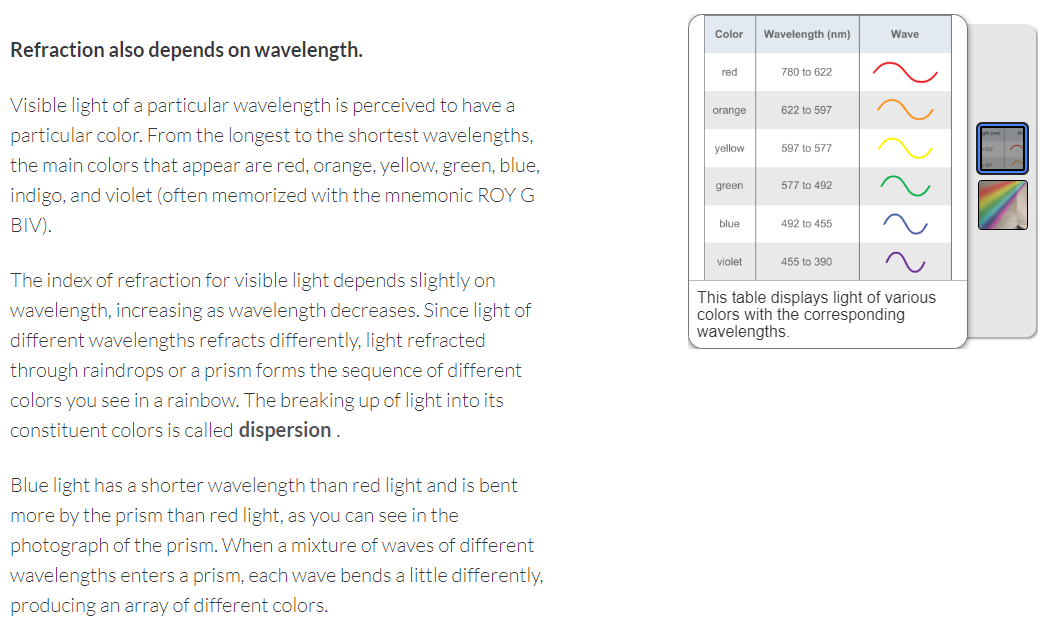 Refraction also depends on wavelength.
Visible light of a particular wavelength is perceived to have a
particular color. From the longest to the shortest wavelengths,
the main colors that appear are red, orange, yellow, green, blue,
indigo, and violet (often memorized with the mnemonic ROY G
BIV).
The index of refraction for visible light depends slightly on
wavelength, increasing as wavelength decreases. Since light of
different wavelengths refracts differently, light refracted
through raindrops or a prism forms the sequence of different
colors you see in a rainbow. The breaking up of light into its
constituent colors is called dispersion .
Blue light has a shorter wavelength than red light and is bent
more by the prism than red light, as you can see in the
photograph of the prism. When a mixture of waves of different
wavelengths enters a prism, each wave bends a little differently,
producing an array of different colors.
Color Wavelength (nm) Wave
red 780 to 622
orange 622 to 597
yellow 597 to 577
green 577 to 492
blue 492 to 455
violet 455 to 390
This table displays light of various
colors with the corresponding
wavelengths.